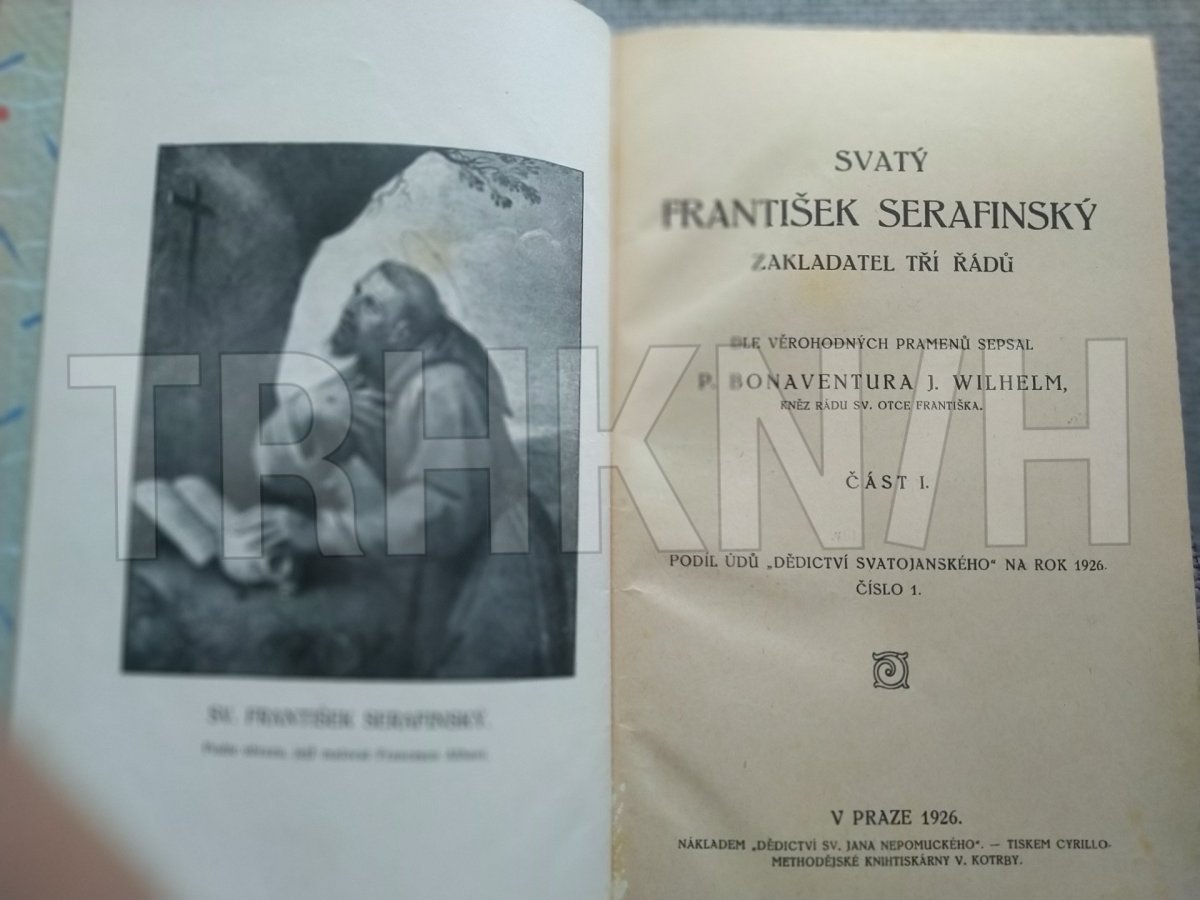 SV. FRANTIŠEK SERAFINSKÝ.
SVATÝ
FRANTIŠEK SERAFINSKÝ
ZAKLADATEL TŘÍ ŘÁDŮ
DLE VĚROHODNÝCH PRAMENŮ SEPSAL
P. BONAVENTURA J. WILHELM,
KNĚZ ŘÁDU SV. OTCE FRANTIŠKA.
ČÁST I.
PODÍL ÚDŮ „DĚDICTVÍ SVATOJANSKÉHO“ NA ROK 1926.
ČÍSLO 1.
V PRAZE 1926.
NÁKLADEM „DĚDICTVÍ SV. JANA NEPOMUCKÉHO“. — TISKEM CYRILLO-
METHODĚJSKÉ KNIHTISKÁRNY V. KOTRBY.
TRHKNIH